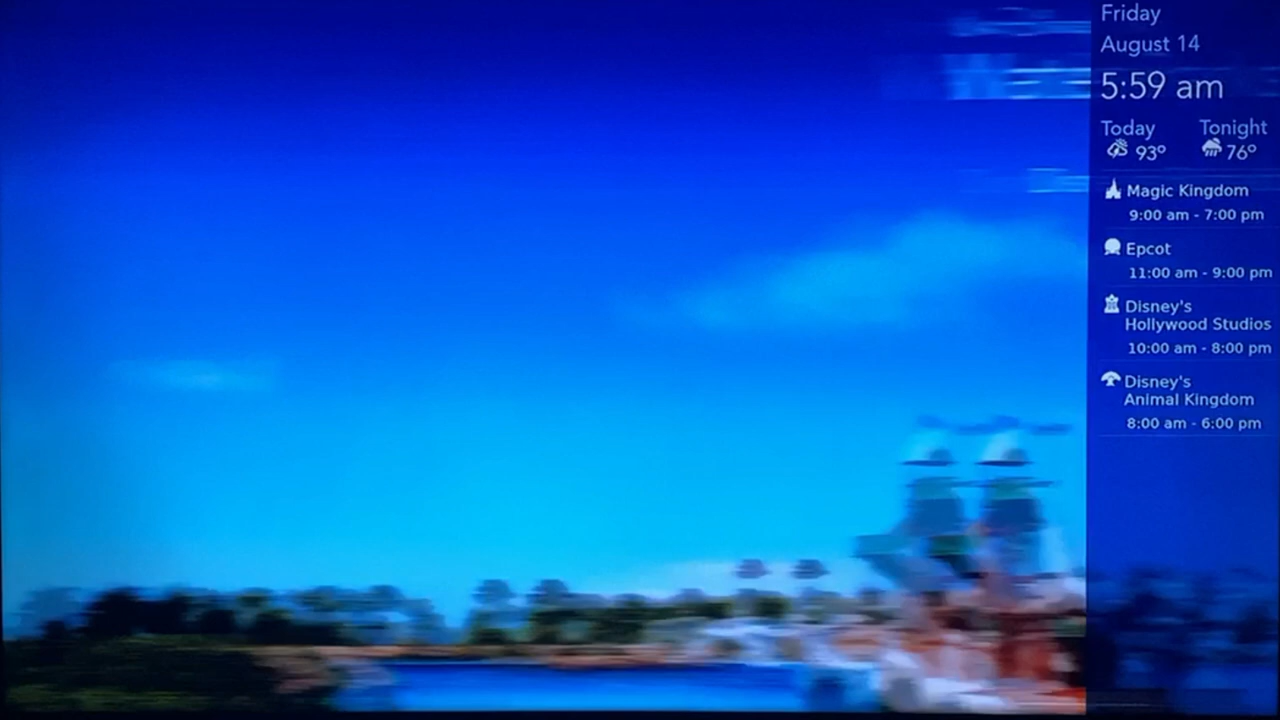 Friday
August 14
5:59 am
Today Tonight
93° 76°
Magic Kingdom
9:00 am - 7:00 pm
Epcot
11:00 am - 9:00 pm
Disney's
Hollywood Studios
10:00 am - 8:00 pm
Disney's
Animal Kingdom
8:00 am - 6:00 pm